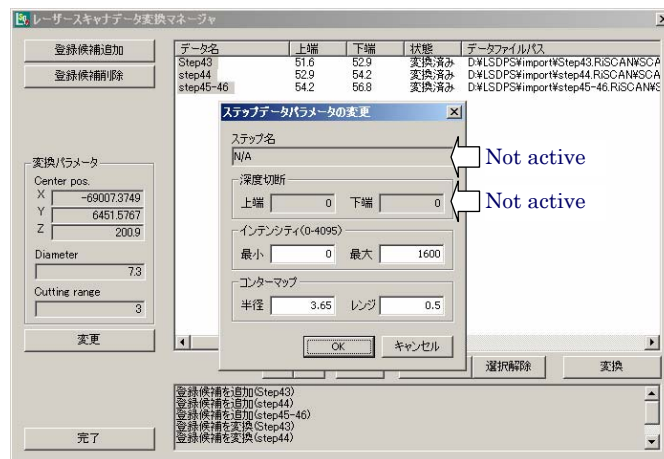 レーザースキャナデータ変換マネージャ
登録候補追加
登録候補削除
データ名 上端 下端 状態 データファイルパス
Step43 51.6 52.9 変換済み D:¥LSDPS¥import¥Step43.RiSCAN¥SCA
step44 52.9 54.2 変換済み D:¥LSDPS¥import¥step44.RiSCAN¥SCA
step45-46 54.2 56.8 変換済み D:¥LSDPS¥import¥step45-46.RiSCAN¥S
変換パラメータ
Center pos.
X -69007.3749
Y 6451.5767
Z 200.9
Diameter
7.3
Cutting range
3
変更
ステップデータパラメータの変更
ステップ名
N/A
Not active
深度切断
上端 0 下端 0
Not active
インテンシティ(0-4095)
最小 0 最大 1600
コンターマップ
半径 3.65 レンジ 0.5
OK キャンセル
選択解除 変換
登録候補を追加(Step43)
登録候補を追加(step44)
登録候補を追加(step45-46)
登録候補を変換(Step43)
登録候補を変換(step44)
完了